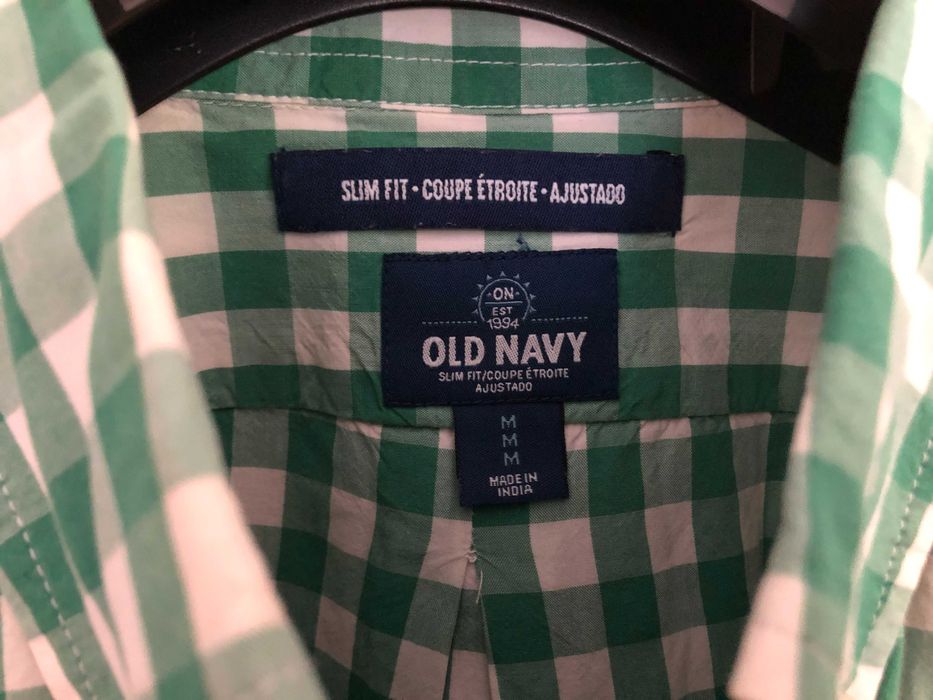 SLIM FIT • COUPE ÉTROITE • AJUSTADO
• ON •
EST
1994
OLD NAVY
SLIM FIT/COUPE ÉTROITE
AJUSTADO
M
M
M
MADE IN
INDIA